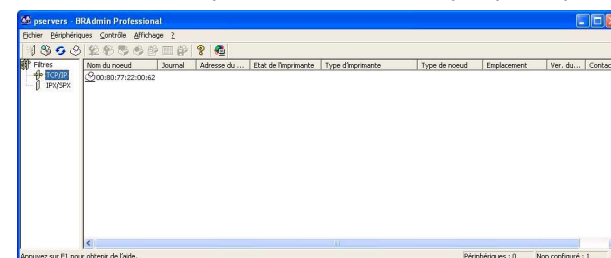 pservers - BRAdmin Professional
Fichier Périphériques Contrôle Affichage ?
Filtres
TCP/IP
IPX/SPX
Nom du noeud Journal Adresse du ... Etat de l'imprimante Type d'imprimante Type de noeud Emplacement Ver. du... Contac
00:80:77:22:00:62
Appuyez sur F1 pour obtenir de l'aide. Périphériques : 0 Non configuré : 1